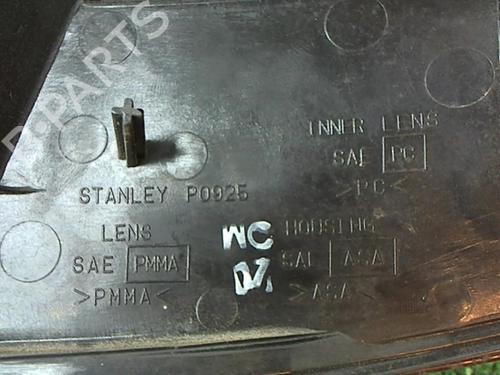 B-PARTS
INNER LENS
SAE PC
>PC<
STANLEY P0925
LENS
SAE PMMA
>PMMA<
HOUSING
SAE ASA
>ASA<
WC